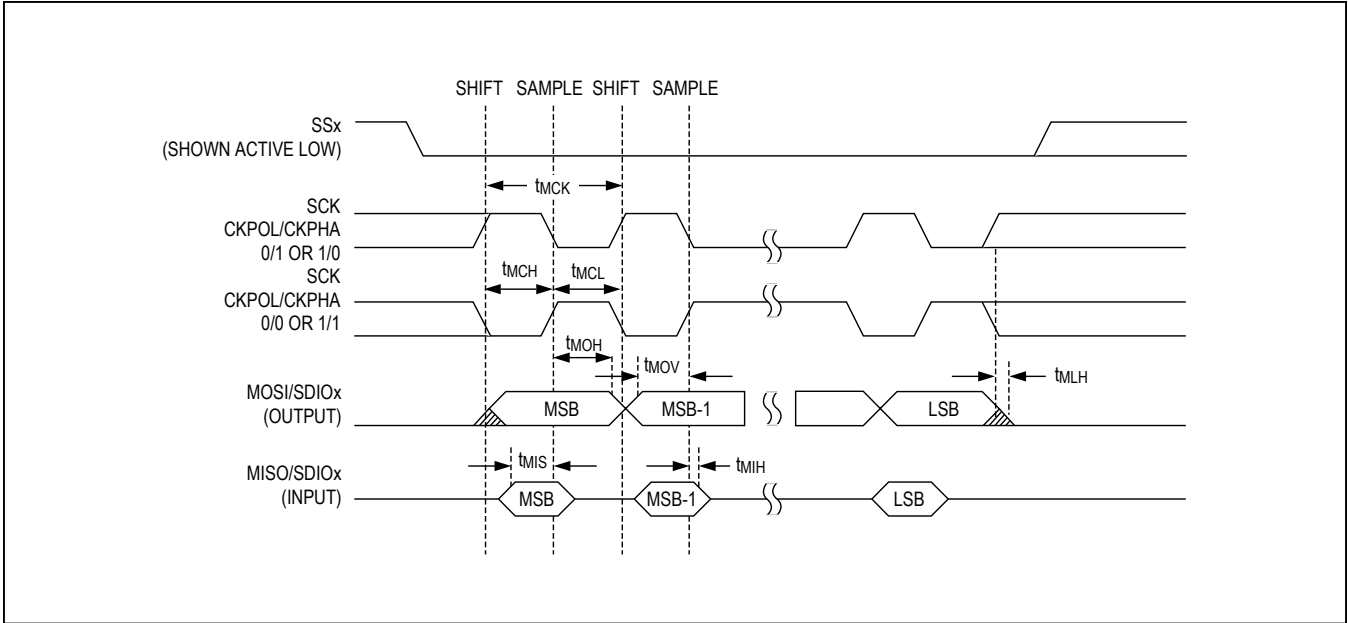 SHIFT SAMPLE SHIFT SAMPLE
SSx
(SHOWN ACTIVE LOW)
tMCK
SCK
CKPOL/CKPHA
0/1 OR 1/0
tMCH tMCL
SCK
CKPOL/CKPHA
0/0 OR 1/1
tMOH
tMOV
tMLH
MOSI/SDIOx
(OUTPUT)
MSB MSB-1 LSB
tMIS
tMIH
MISO/SDIOx
(INPUT)
MSB MSB-1 LSB